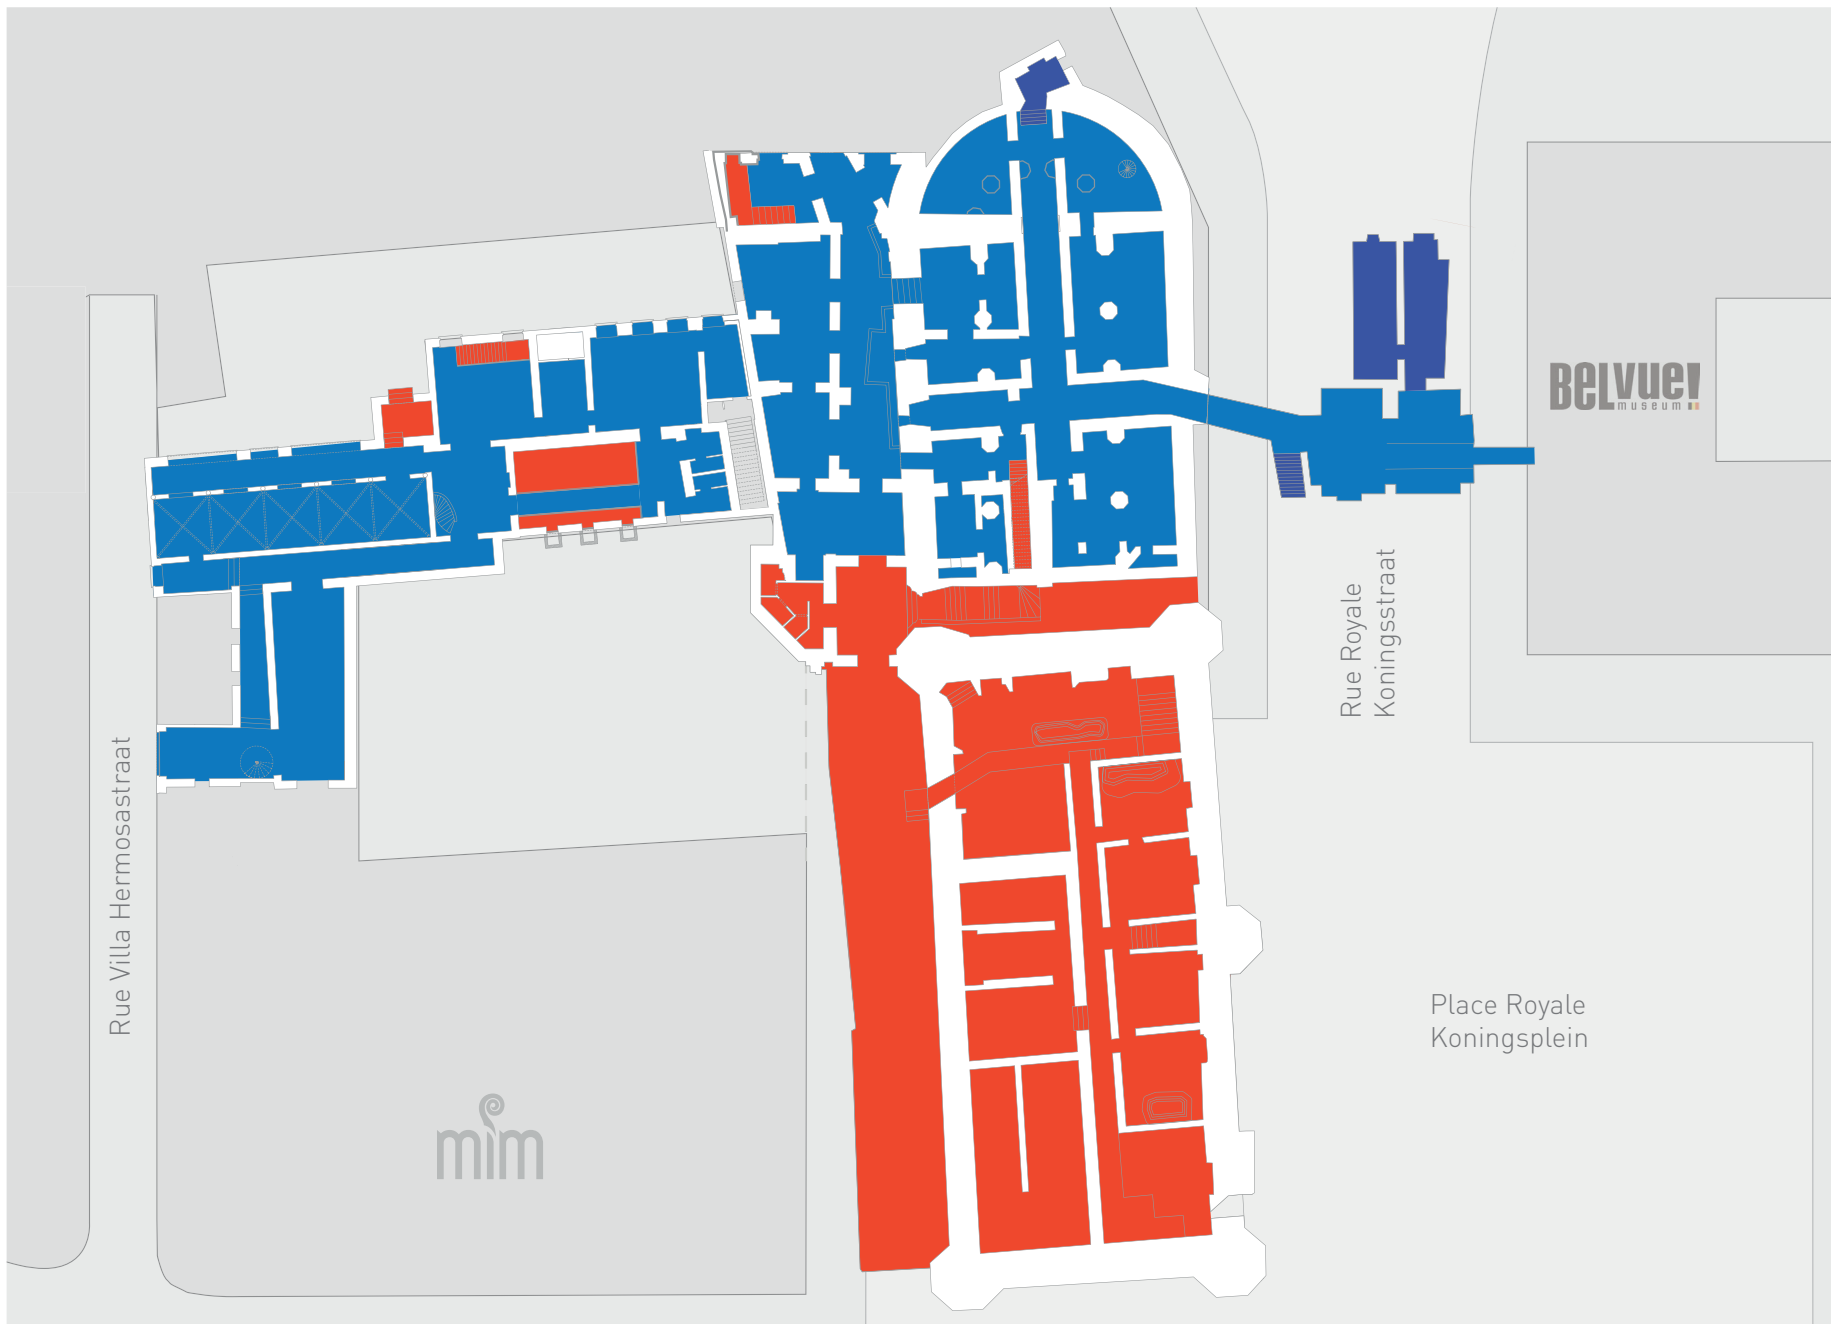 BELvue!
museum
Rue Royale
Koningsstraat
Rue Villa Hermosastraat
Place Royale
Koningsplein
mim